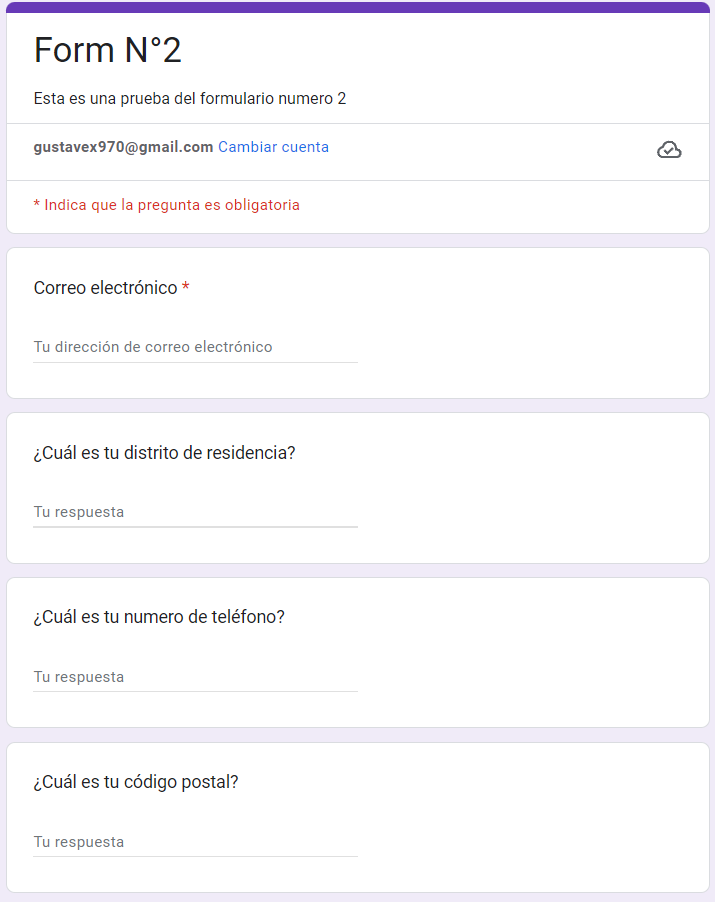 Form N°2
Esta es una prueba del formulario numero 2
gustavex970@gmail.com Cambiar cuenta
* Indica que la pregunta es obligatoria
Correo electrónico *
Tu dirección de correo electrónico
¿Cuál es tu distrito de residencia?
Tu respuesta
¿Cuál es tu numero de teléfono?
Tu respuesta
¿Cuál es tu código postal?
Tu respuesta